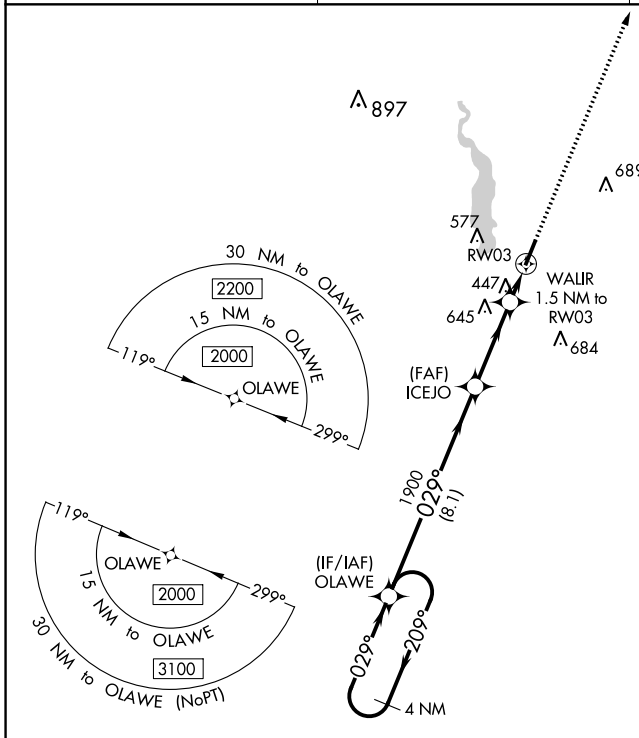 897
689
577
RW03
447
645
WALIR
1.5 NM to
RW03
684
30 NM to OLAWE
2200
15 NM to OLAWE
2000
119°
OLAWE
299°
(FAF)
ICEJO
1900
029°
(8.1)
(IF/IAF)
OLAWE
119°
OLAWE
2000
299°
15 NM to OLAWE
3100
30 NM to OLAWE (NoPT)
029°
209°
4 NM